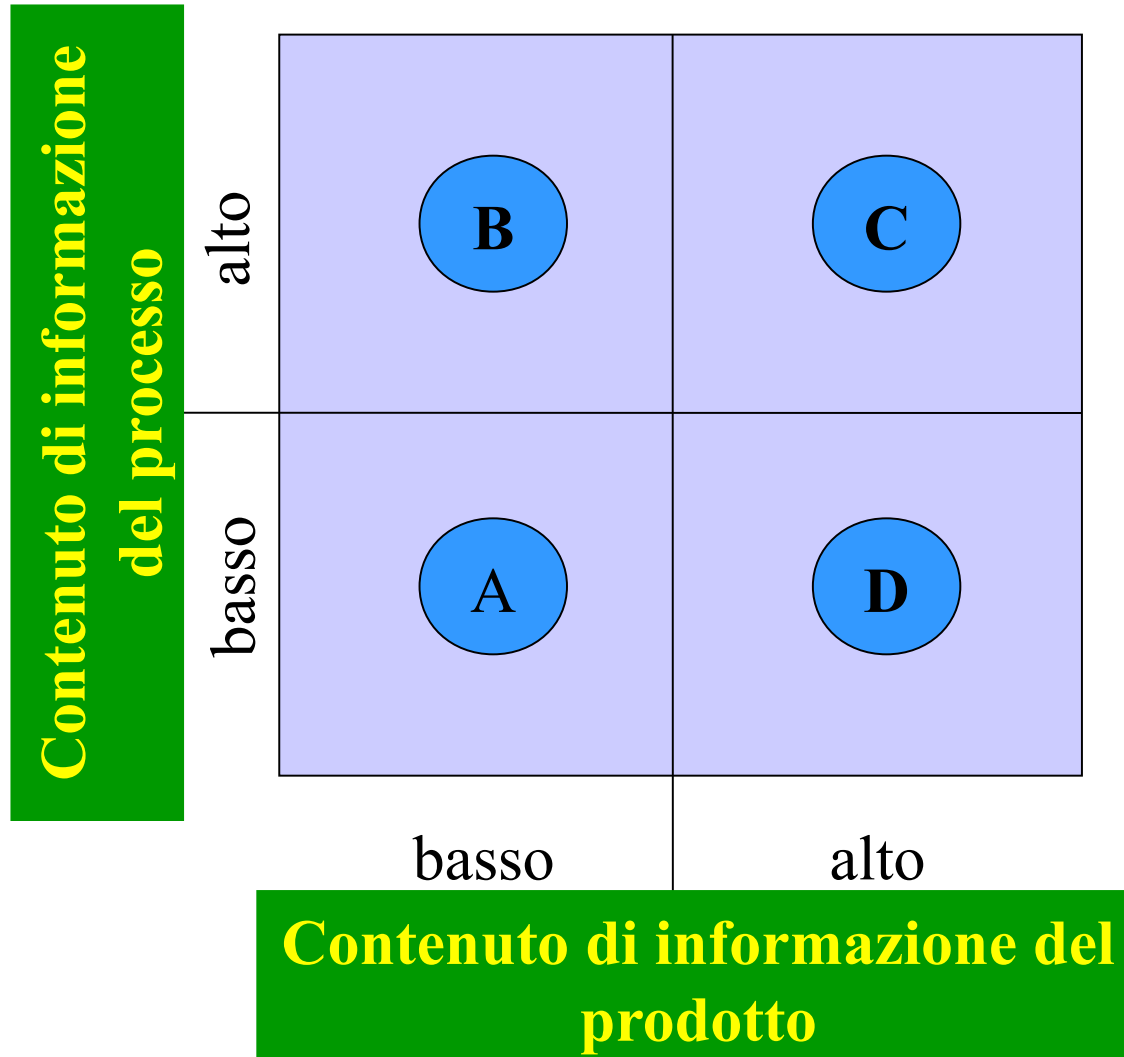 Contenuto di informazione
del processo
alto
B
C
basso
A
D
basso
alto
Contenuto di informazione del
prodotto